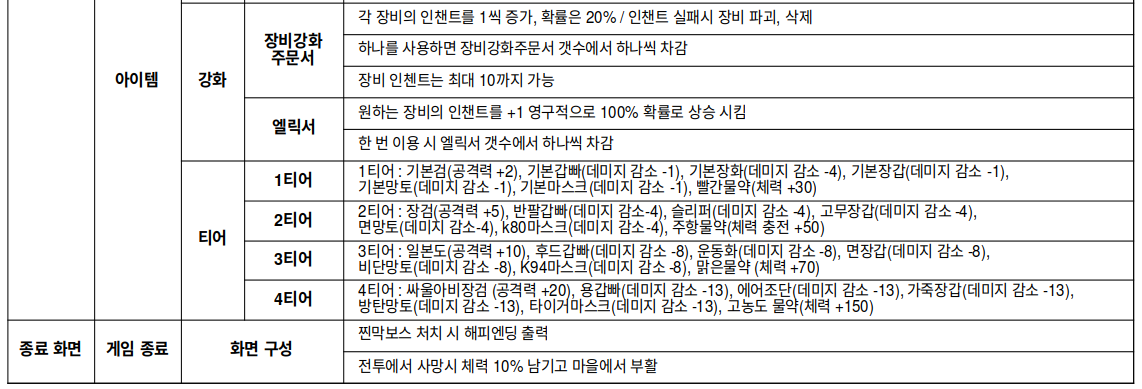 아이템
강화
장비강화
주문서
각 장비의 인챈트를 1씩 증가, 확률은 20% / 인챈트 실패시 장비 파괴, 삭제
하나를 사용하면 장비강화주문서 갯수에서 하나씩 차감
장비 인첸트는 최대 10까지 가능
엘릭서
원하는 장비의 인챈트를 +1 영구적으로 100% 확률로 상승 시킴
한 번 이용 시 엘릭서 갯수에서 하나씩 차감
티어
1티어
1티어 : 기본검(공격력 +2), 기본갑빠(데미지 감소 -1), 기본장화(데미지 감소 -4), 기본장갑(데미지 감소 -1),
기본망토(데미지 감소 -1), 기본마스크(데미지 감소 -1), 빨간물약(체력 +30)
2티어
2티어 : 장검(공격력 +5), 반팔갑빠(데미지 감소-4), 슬리퍼(데미지 감소 -4), 고무장갑(데미지 감소 -4),
면망토(데미지 감소-4), k80마스크(데미지 감소-4), 주항물약(체력 충전 +50)
3티어
3티어 : 일본도(공격력 +10), 후드갑빠(데미지 감소 -8), 운동화(데미지 감소 -8), 면장갑(데미지 감소 -8),
비단망토(데미지 감소 -8), K94마스크(데미지 감소 -8), 맑은물약 (체력 +70)
4티어
4티어 : 싸울아비장검 (공격력 +20), 용갑빠(데미지 감소 -13), 에어조단(데미지 감소 -13), 가죽장갑(데미지 감소 -13),
방탄망토(데미지 감소 -13), 타이거마스크(데미지 감소 -13), 고농도 물약(체력 +150)
종료 화면
게임 종료
화면 구성
찐막보스 처치 시 해피엔딩 출력
전투에서 사망시 체력 10% 남기고 마을에서 부활